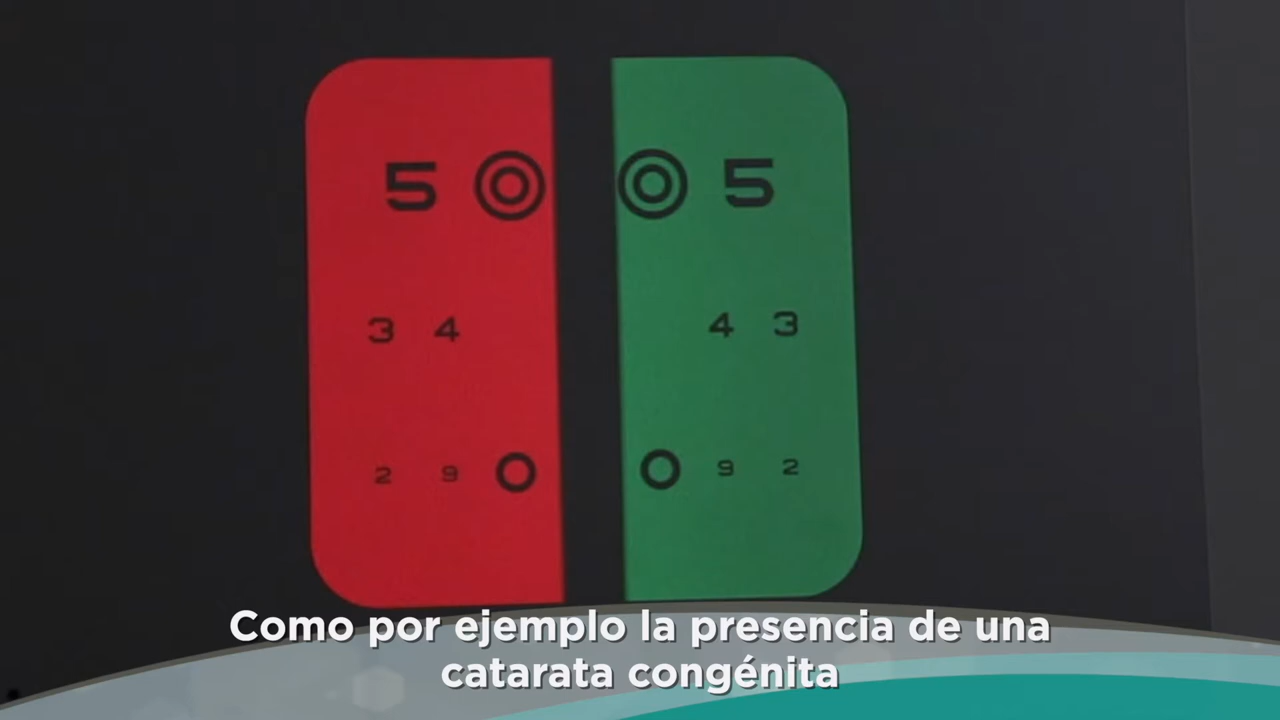 5 5
3 4 4 3
2 9 9 2
Como por ejemplo la presencia de una
catarata congénita